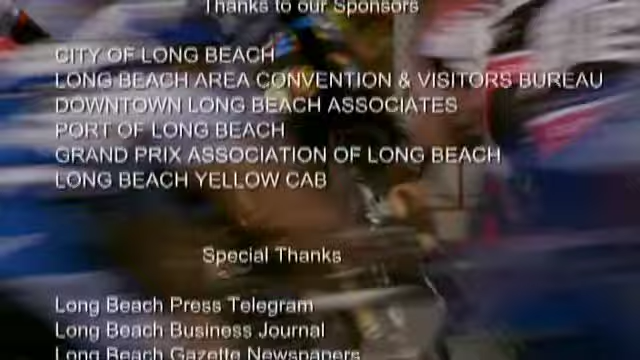 Thanks to our Sponsors
CITY OF LONG BEACH
LONG BEACH AREA CONVENTION & VISITORS BUREAU
DOWNTOWN LONG BEACH ASSOCIATES
PORT OF LONG BEACH
GRAND PRIX ASSOCIATION OF LONG BEACH
LONG BEACH YELLOW CAB
Special Thanks
Long Beach Press Telegram
Long Beach Business Journal
Long Beach Gazette Newspapers